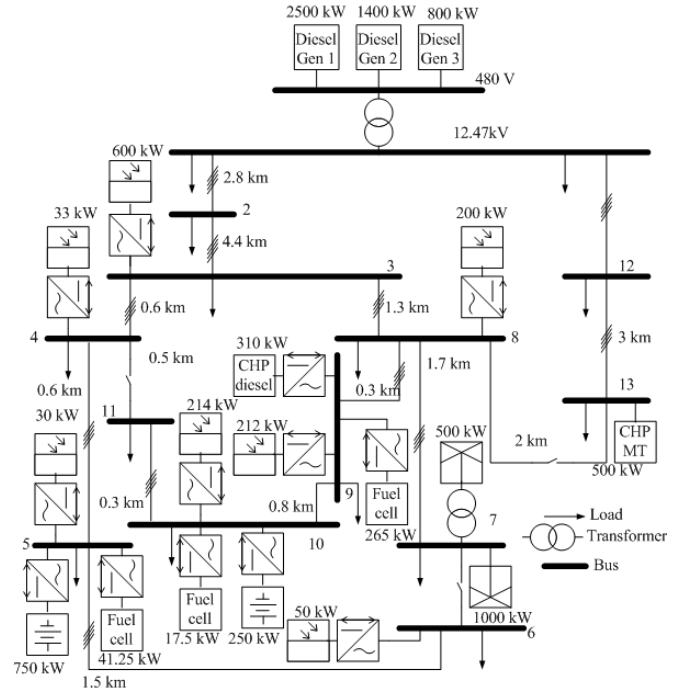 2500 kW 1400 kW 800 kW
Diesel Gen 1
Diesel Gen 2
Diesel Gen 3
480 V
12.47kV
600 kW
2.8 km
2
33 kW
4.4 km
200 kW
3
12
0.6 km
1.3 km
4
8
3 km
0.5 km
310 kW
1.7 km
CHP diesel
0.3 km
0.6 km
13
30 kW
11
214 kW
212 kW
500 kW
CHP MT
2 km
500 kW
9
0.3 km
0.8 km
Fuel cell
265 kW
7
Load
Transformer
Bus
5
10
Fuel cell
Fuel cell
50 kW
1000 kW
6
750 kW
41.25 kW
17.5 kW
250 kW
1.5 km